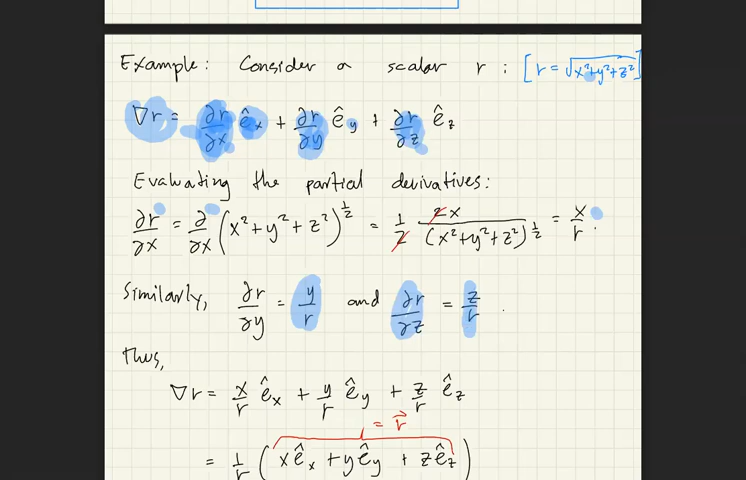 Example: Consider a scalar r: [r = √(x²+y²+z²)]
∇r = ∂r/∂x ê_x + ∂r/∂y ê_y + ∂r/∂z ê_z
Evaluating the partial derivatives:
∂r/∂x = ∂/∂x (x²+y²+z²)^(1/2) = 1/2 2x/(x²+y²+z²)^(1/2) = x/r.
Similarly, ∂r/∂y = y/r and ∂r/∂z = z/r.
Thus,
∇r = x/r ê_x + y/r ê_y + z/r ê_z
= r⃗
= 1/r (xê_x + yê_y + zê_z)